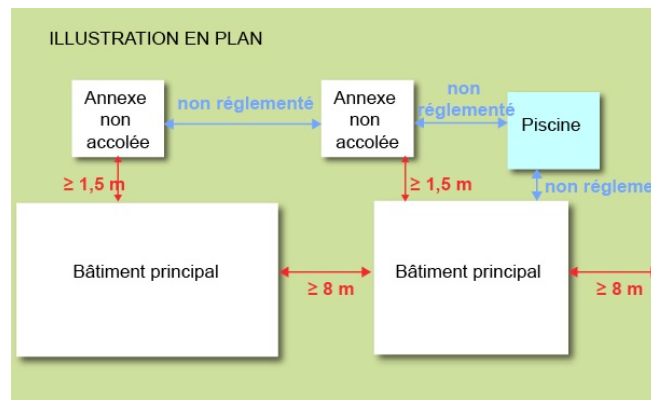 ILLUSTRATION EN PLAN
Annexe
non
accolée
non réglementé
Annexe
non
accolée
non
réglementé
Piscine
≥ 1,5 m
≥ 1,5 m
non régleme
Bâtiment principal
≥ 8 m
Bâtiment principal
≥ 8 m